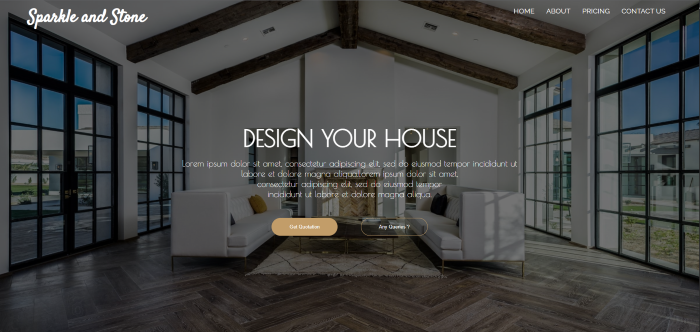 Sparkle and Stone
HOME ABOUT PRICING CONTACT US
DESIGN YOUR HOUSE
Lorem ipsum dolor sit amet, consectetur adipiscing elit, sed do eiusmod tempor incididunt ut
labore et dolore magna aliqua.orem ipsum dolor sit amet,
consectetur adipiscing elit, sed do eiusmod tempor
incididunt ut labore et dolore magna aliqua.
Get Quotation Any Queries ?